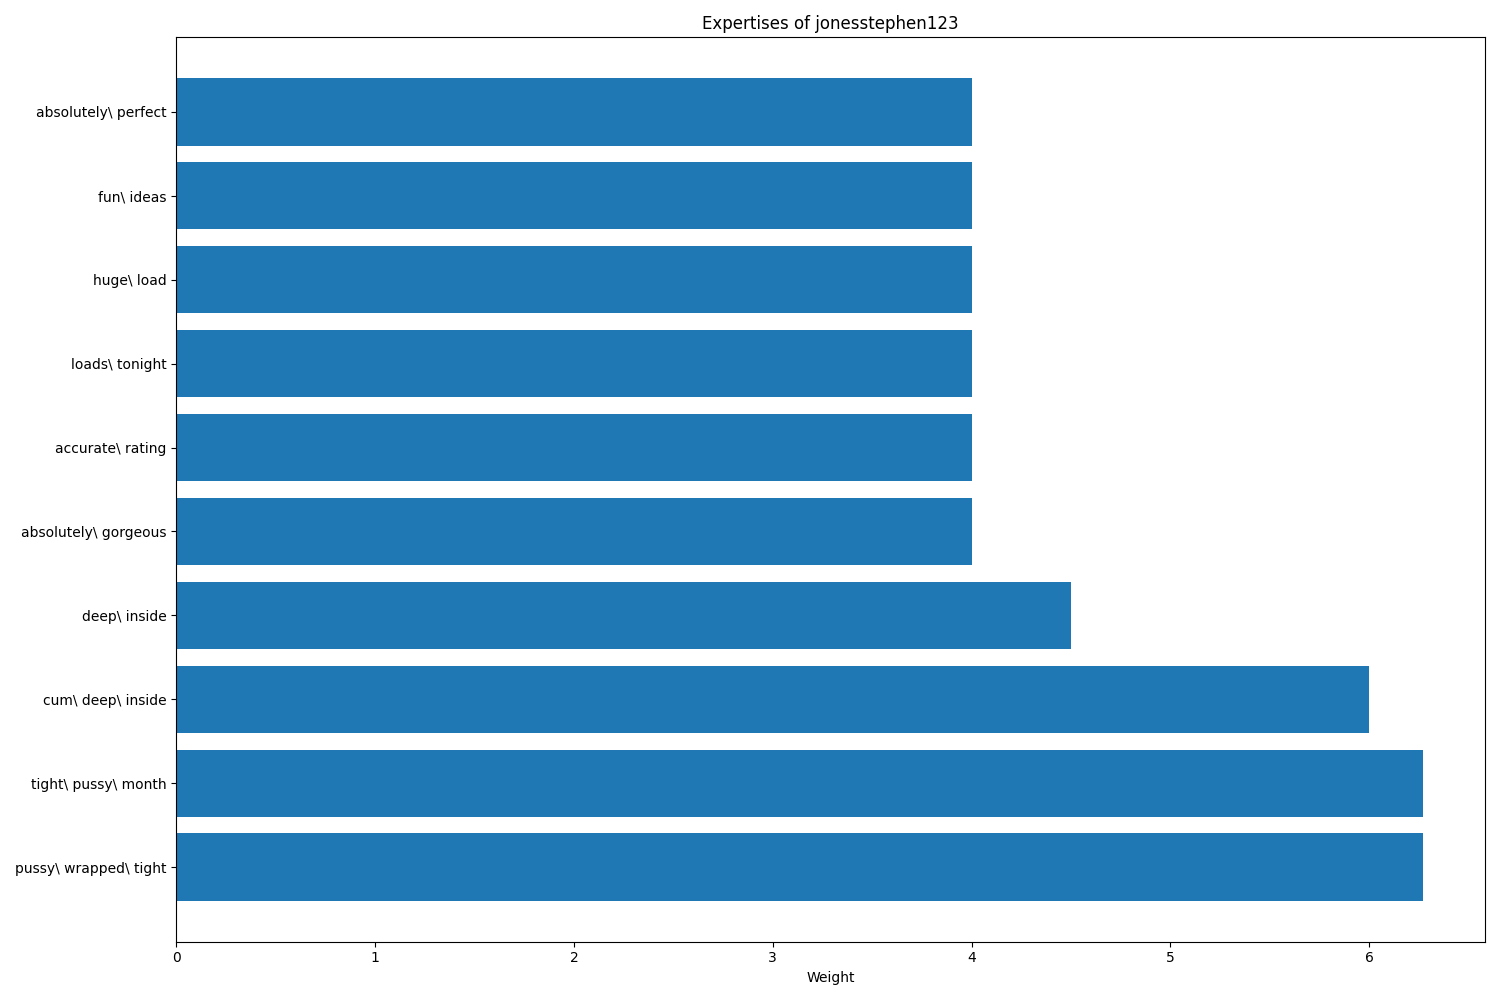 Expertises of jonesstephen123
absolutely\ perfect
fun\ ideas
huge\ load
loads\ tonight
accurate\ rating
absolutely\ gorgeous
deep\ inside
cum\ deep\ inside
tight\ pussy\ month
pussy\ wrapped\ tight
0 1 2 3 4 5 6
Weight